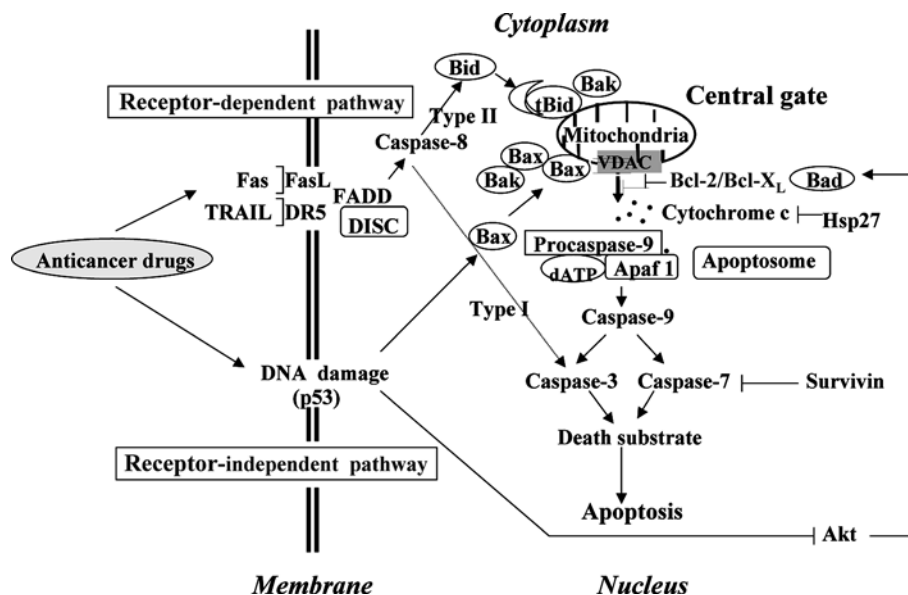 Cytoplasm
Bid
Bak
tBid
Central gate
Receptor-dependent pathway
Type II
Mitochondria
Caspase-8
VDAC
Bax
Bax
Bak
Bcl-2/Bcl-XL
Bad
Fas FasL
FADD
TRAIL DR5
DISC
Cytochrome c
Hsp27
Bax
Procaspase-9
Anticancer drugs
dATP
Apaf 1
Apoptosome
Type I
Caspase-9
DNA damage
(p53)
Caspase-3
Caspase-7
Survivin
Death substrate
Receptor-independent pathway
Apoptosis
Akt
Membrane
Nucleus